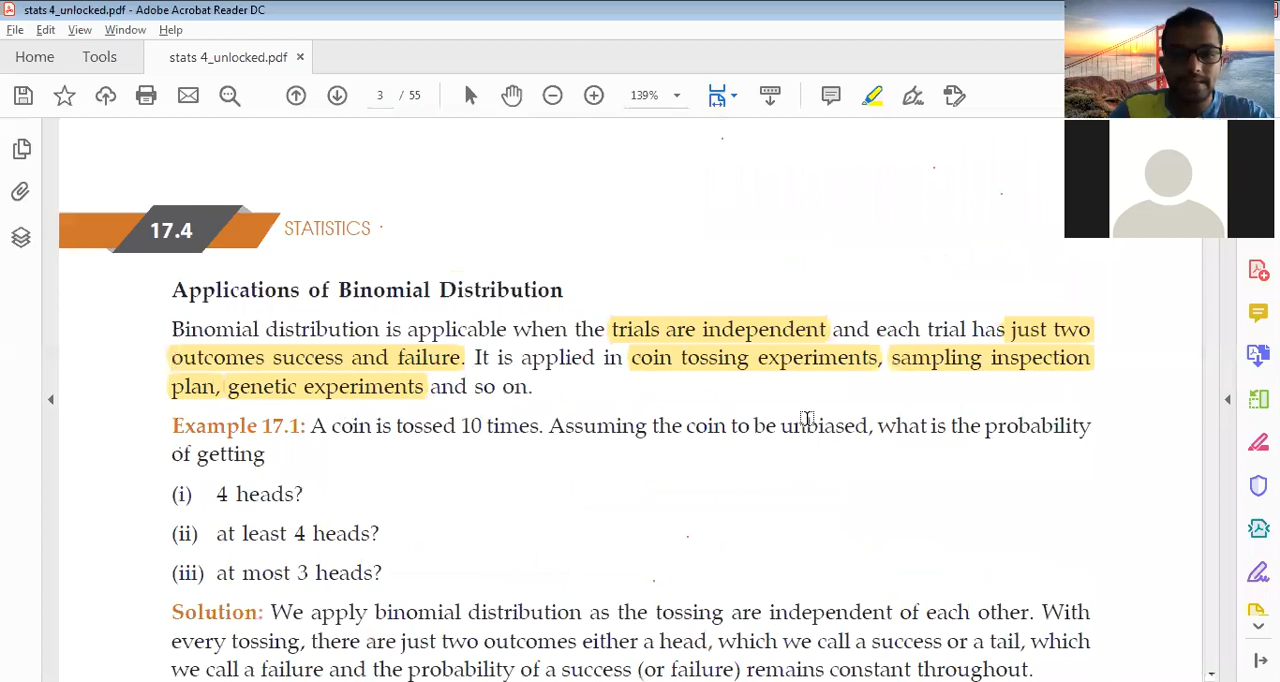 stats 4_unlocked.pdf - Adobe Acrobat Reader DC
File Edit View Window Help
Home Tools stats 4_unlocked.pdf ×
3 / 55 139%
17.4 STATISTICS
Applications of Binomial Distribution
Binomial distribution is applicable when the trials are independent and each trial has just two
outcomes success and failure. It is applied in coin tossing experiments, sampling inspection
plan, genetic experiments and so on.
Example 17.1: A coin is tossed 10 times. Assuming the coin to be unbiased, what is the probability
of getting
(i) 4 heads?
(ii) at least 4 heads?
(iii) at most 3 heads?
Solution: We apply binomial distribution as the tossing are independent of each other. With
every tossing, there are just two outcomes either a head, which we call a success or a tail, which
we call a failure and the probability of a success (or failure) remains constant throughout.